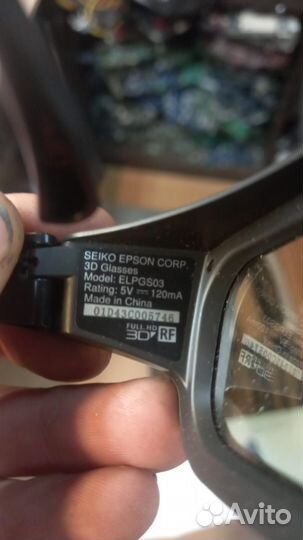 SEIKO EPSON CORP
3D Glasses
Model: ELPGS03
Rating: 5V ⎓ 120mA
Made in China
01D43C005746
FULL HD
3D RF
Avito